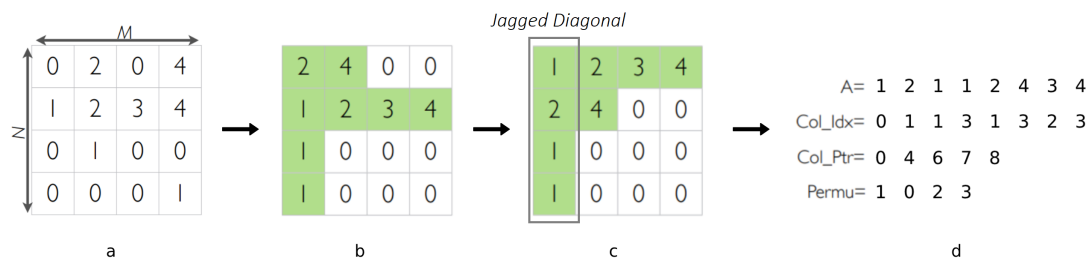 Jagged Diagonal
M
N
0 2 0 4
1 2 3 4
0 1 0 0
0 0 0 1
a
2 4 0 0
1 2 3 4
1 0 0 0
1 0 0 0
b
1 2 3 4
2 4 0 0
1 0 0 0
1 0 0 0
c
A= 1 2 1 1 2 4 3 4
Col_Idx= 0 1 1 3 1 3 2 3
Col_Ptr= 0 4 6 7 8
Permu= 1 0 2 3
d